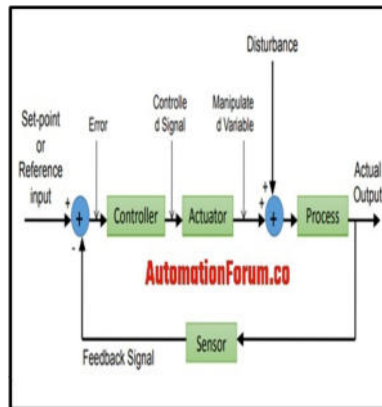 Disturbance
Set-point
or
Reference
input
Error
Controlle
d Signal
Manipulate
d Variable
Actual
Output
+
+
+
+
+
-
Controller
Actuator
Process
AutomationForum.co
Sensor
Feedback Signal